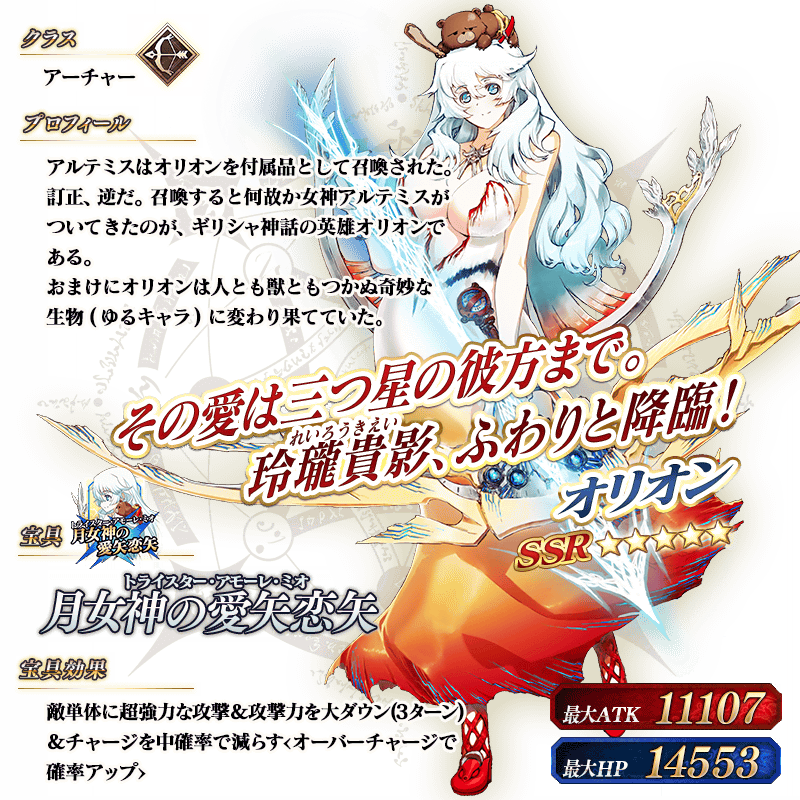 クラス
アーチャー
プロフィール
アルテミスはオリオンを付属品として召喚された。
訂正、逆だ。召喚すると何故か女神アルテミスが
ついてきたのが、ギリシャ神話の英雄オリオンで
ある。
おまけにオリオンは人とも獣ともつかぬ奇妙な
生物(ゆるキャラ)に変わり果てていた。
その愛は三つ星の彼方まで。
れいろうきえい
玲瓏貴影、ふわりと降臨!
オリオン
SSR ★★★★★
宝具
トライスター・アモーレ・ミオ
月女神の
愛矢恋矢
トライスター・アモーレ・ミオ
月女神の愛矢恋矢
宝具効果
敵単体に超強力な攻撃&攻撃力を大ダウン(3ターン)
&チャージを中確率で減らす<オーバーチャージで
確率アップ>
最大ATK 11107
最大HP 14553